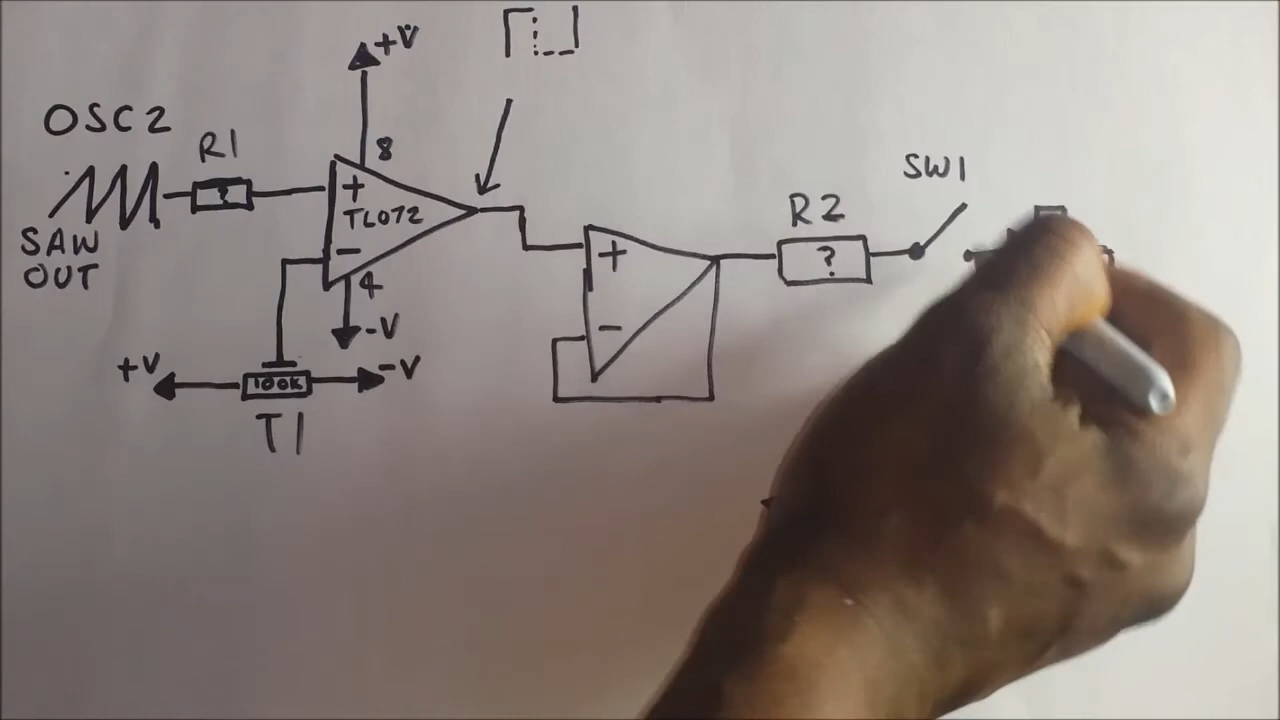 +V
OSC2
R1
?
8
+
TL072
-
SAW
OUT
4
-V
+V
100K
-V
T1
+
-
R2
?
SW1